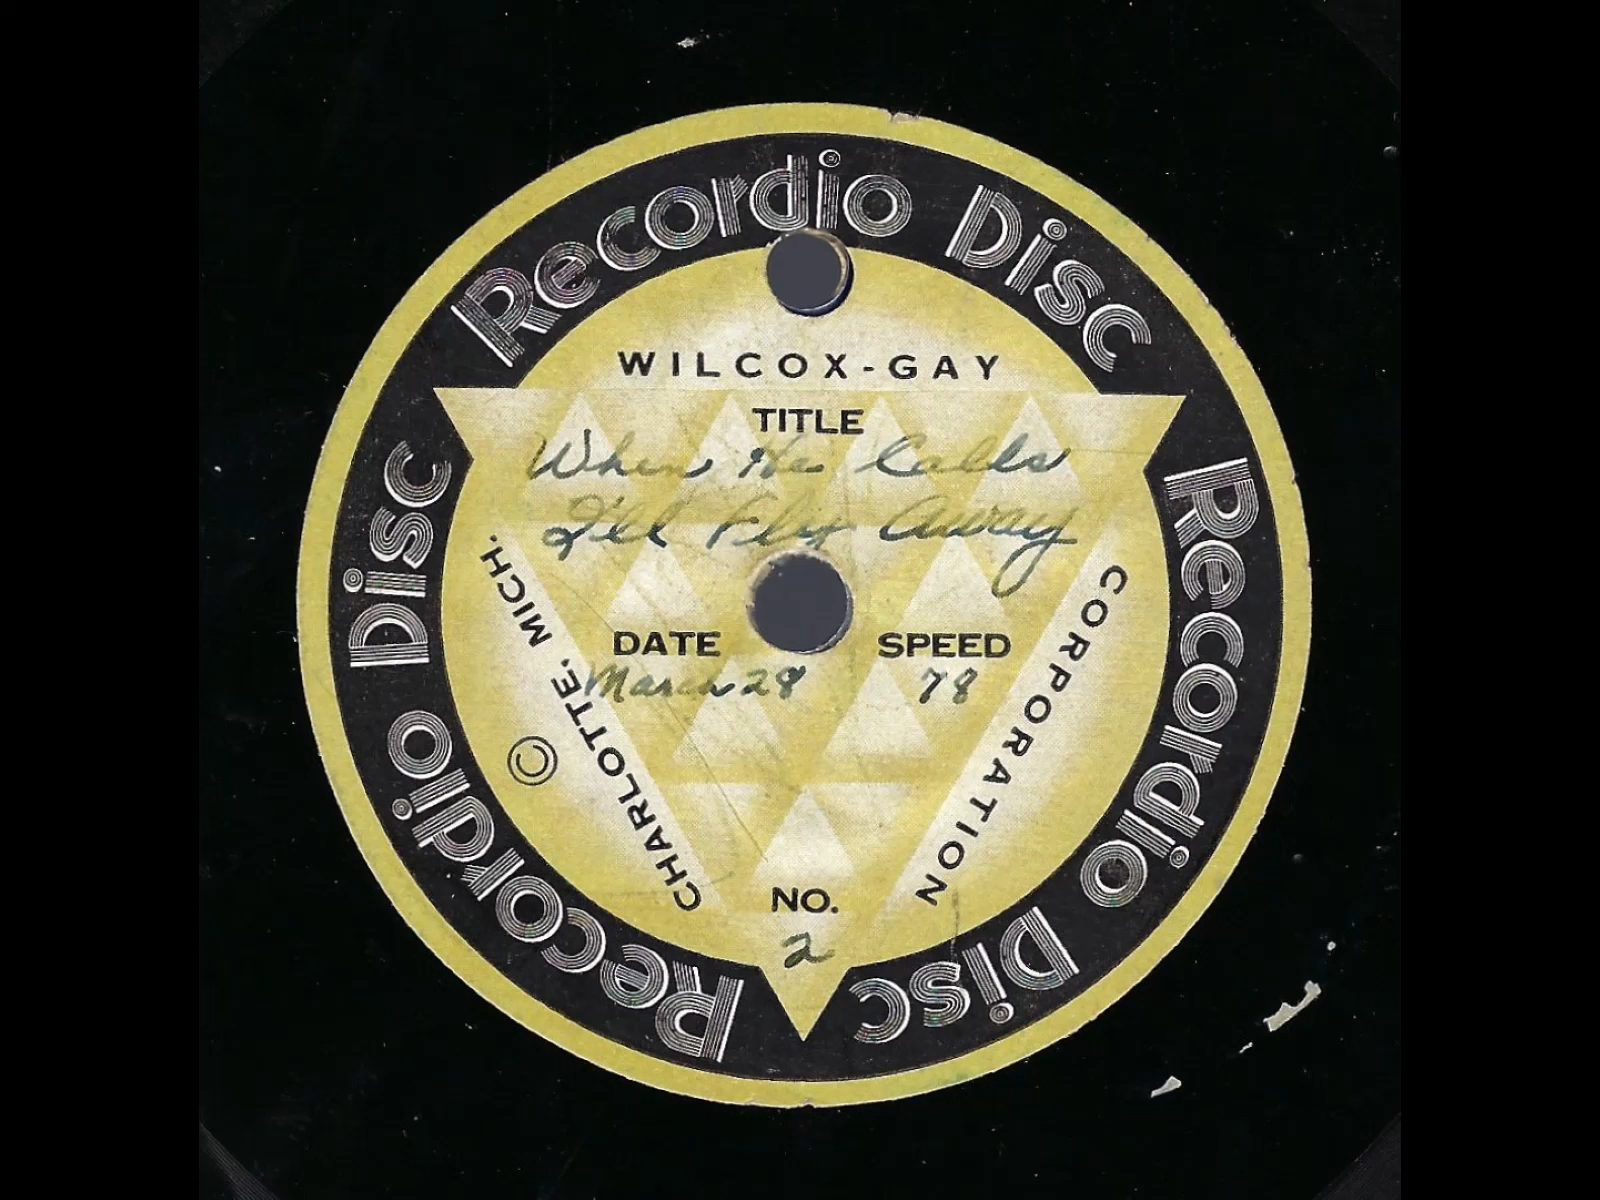 Recordio Disc
Recordio Disc
Recordio Disc
Recordio Disc
WILCOX-GAY
TITLE
When He Calls
I'll Fly Away
DATE SPEED
March 28 78
CHARLOTTE, MICH.
CORPORATION
©
NO.
2